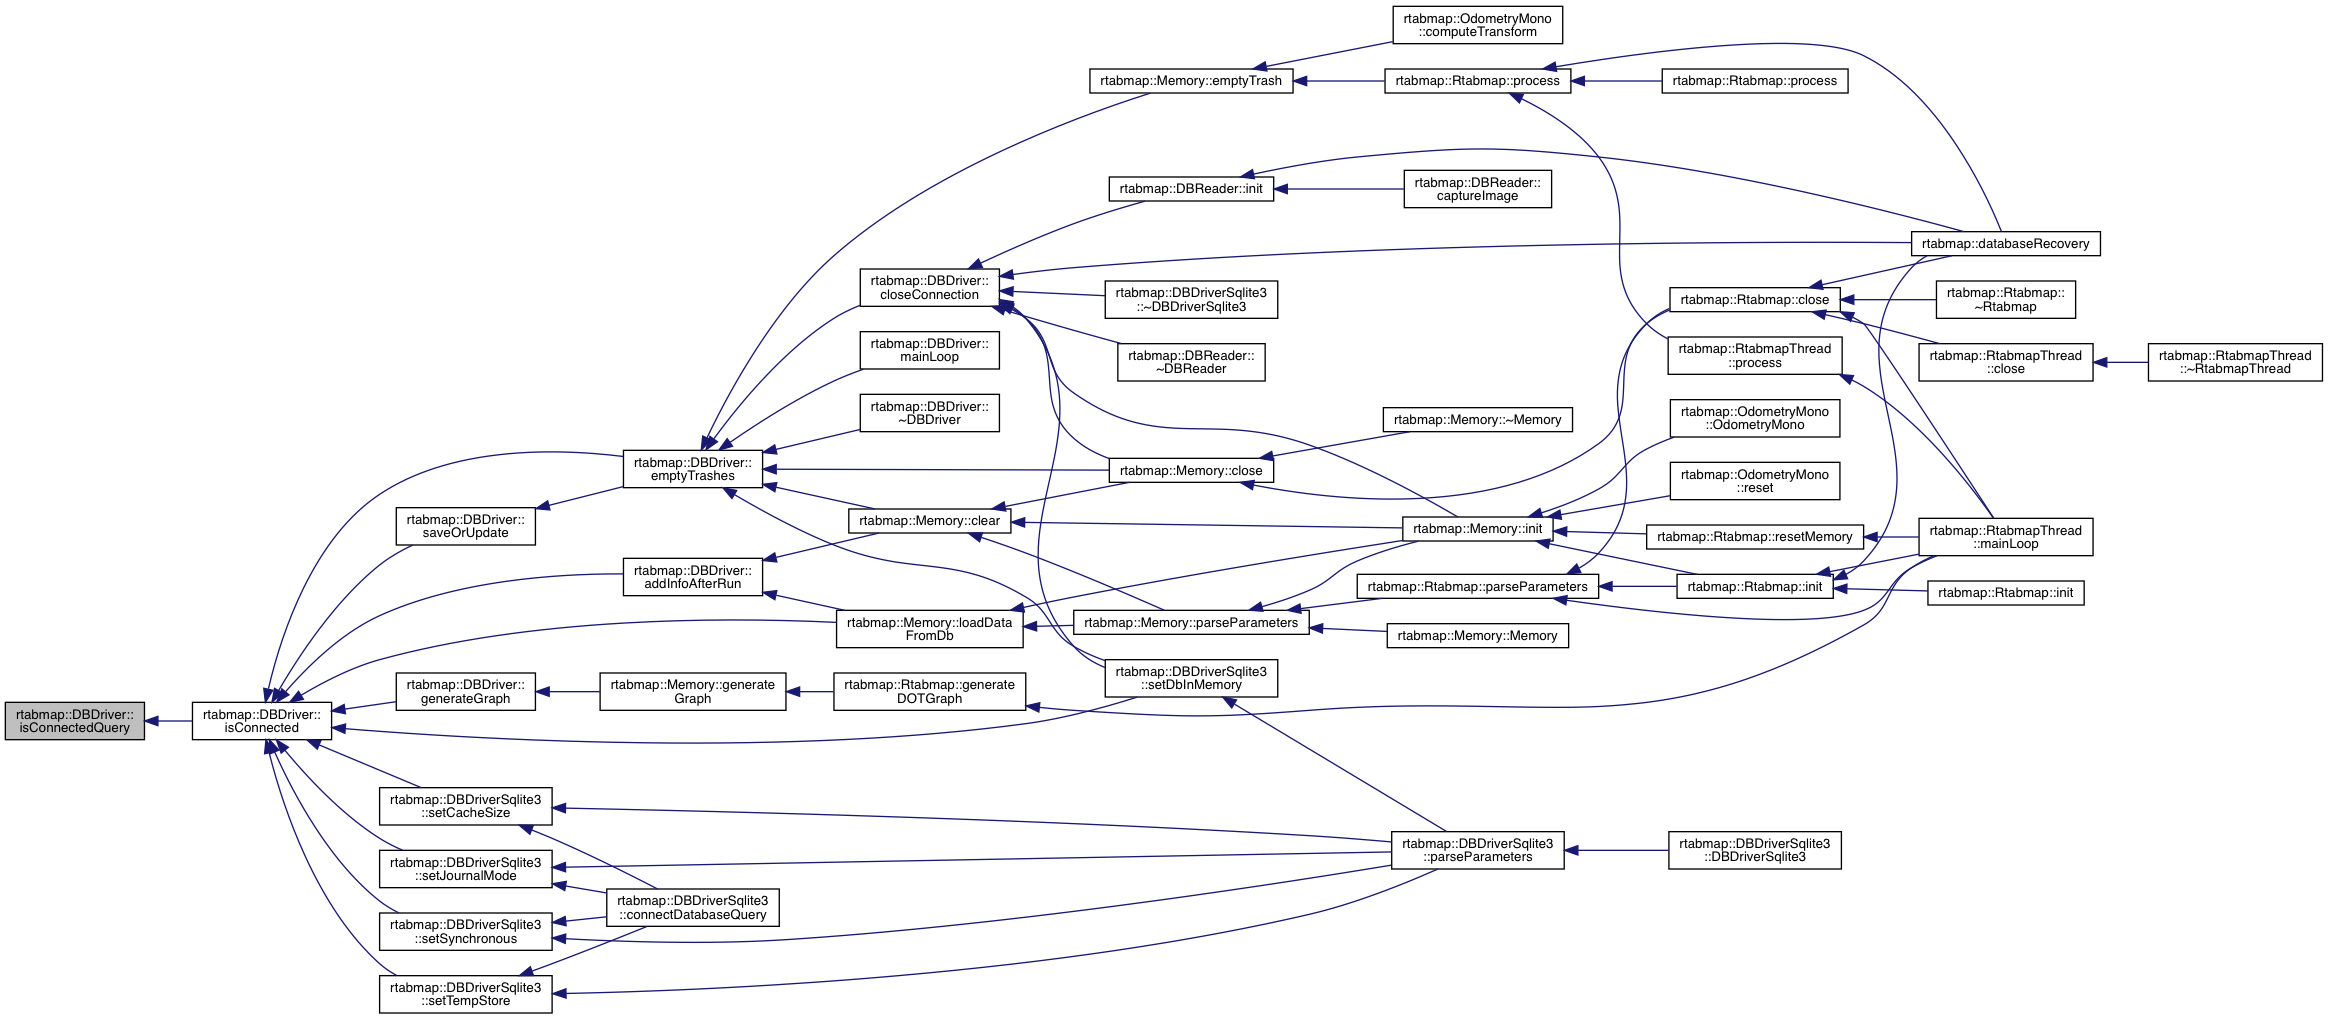 rtabmap::OdometryMono
::computeTransform
rtabmap::Memory::emptyTrash
rtabmap::Rtabmap::process
rtabmap::Rtabmap::process
rtabmap::DBReader::init
rtabmap::DBReader::
captureImage
rtabmap::databaseRecovery
rtabmap::DBDriver::
closeConnection
rtabmap::DBDriverSqlite3
::~DBDriverSqlite3
rtabmap::Rtabmap::close
rtabmap::Rtabmap::
~Rtabmap
rtabmap::DBDriver::
mainLoop
rtabmap::DBReader::
~DBReader
rtabmap::RtabmapThread
::process
rtabmap::RtabmapThread
::close
rtabmap::RtabmapThread
::~RtabmapThread
rtabmap::DBDriver::
~DBDriver
rtabmap::Memory::~Memory
rtabmap::OdometryMono
::OdometryMono
rtabmap::DBDriver::
emptyTrashes
rtabmap::Memory::close
rtabmap::OdometryMono
::reset
rtabmap::DBDriver::
saveOrUpdate
rtabmap::Memory::clear
rtabmap::Memory::init
rtabmap::Rtabmap::resetMemory
rtabmap::RtabmapThread
::mainLoop
rtabmap::DBDriver::
addInfoAfterRun
rtabmap::Rtabmap::parseParameters
rtabmap::Rtabmap::init
rtabmap::Rtabmap::init
rtabmap::Memory::loadData
FromDb
rtabmap::Memory::parseParameters
rtabmap::Memory::Memory
rtabmap::DBDriver::
generateGraph
rtabmap::Memory::generate
Graph
rtabmap::Rtabmap::generate
DOTGraph
rtabmap::DBDriverSqlite3
::setDbInMemory
rtabmap::DBDriver::
isConnectedQuery
rtabmap::DBDriver::
isConnected
rtabmap::DBDriverSqlite3
::setCacheSize
rtabmap::DBDriverSqlite3
::setJournalMode
rtabmap::DBDriverSqlite3
::parseParameters
rtabmap::DBDriverSqlite3
::DBDriverSqlite3
rtabmap::DBDriverSqlite3
::connectDatabaseQuery
rtabmap::DBDriverSqlite3
::setSynchronous
rtabmap::DBDriverSqlite3
::setTempStore